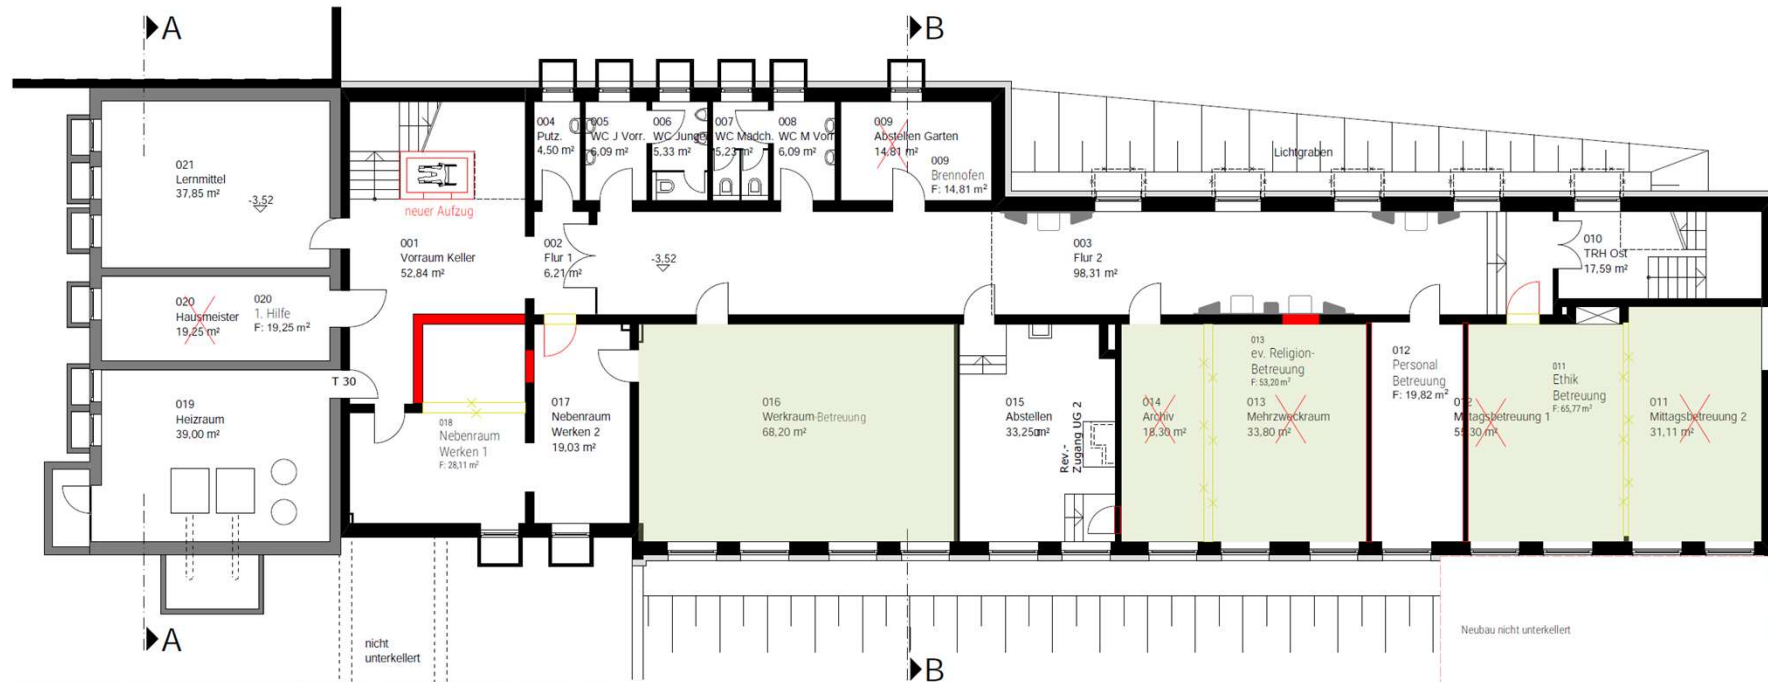 A
B
021
Lernmittel
37,85 m²
-3,52
neuer Aufzug
001
Vorraum Keller
52,84 m²
004
Putz.
4,50 m²
005
WC J Vorr.
6,09 m²
006
WC Jungen
5,33 m²
007
WC Mädch.
5,23 m²
008
WC M Vorr
6,09 m²
009
Abstellen Garten
14,81 m²
009
Brennofen
F: 14,81 m²
Lichtgraben
002
Flur 1
6,21 m²
-3,52
003
Flur 2
98,31 m²
010
TRH Ost
17,59 m²
020
Hausmeister
19,25 m²
020
1. Hilfe
F: 19,25 m²
T 30
019
Heizraum
39,00 m²
018
Nebenraum
Werken 1
F: 28,11 m²
017
Nebenraum
Werken 2
19,03 m²
016
Werkraum-Betreuung
68,20 m²
015
Abstellen
33,25m²
Rev.-
Zugang UG 2
014
Archiv
18,30 m²
013
ev. Religion-
Betreuung
F: 53,20 m²
013
Mehrzweckraum
33,80 m²
012
Personal
Betreuung
F: 19,82 m²
012
Mittagsbetreuung 1
55,30 m²
011
Ethik
Betreuung
F: 65,77 m²
011
Mittagsbetreuung 2
31,11 m²
A
nicht
unterkellert
B
Neubau nicht unterkellert